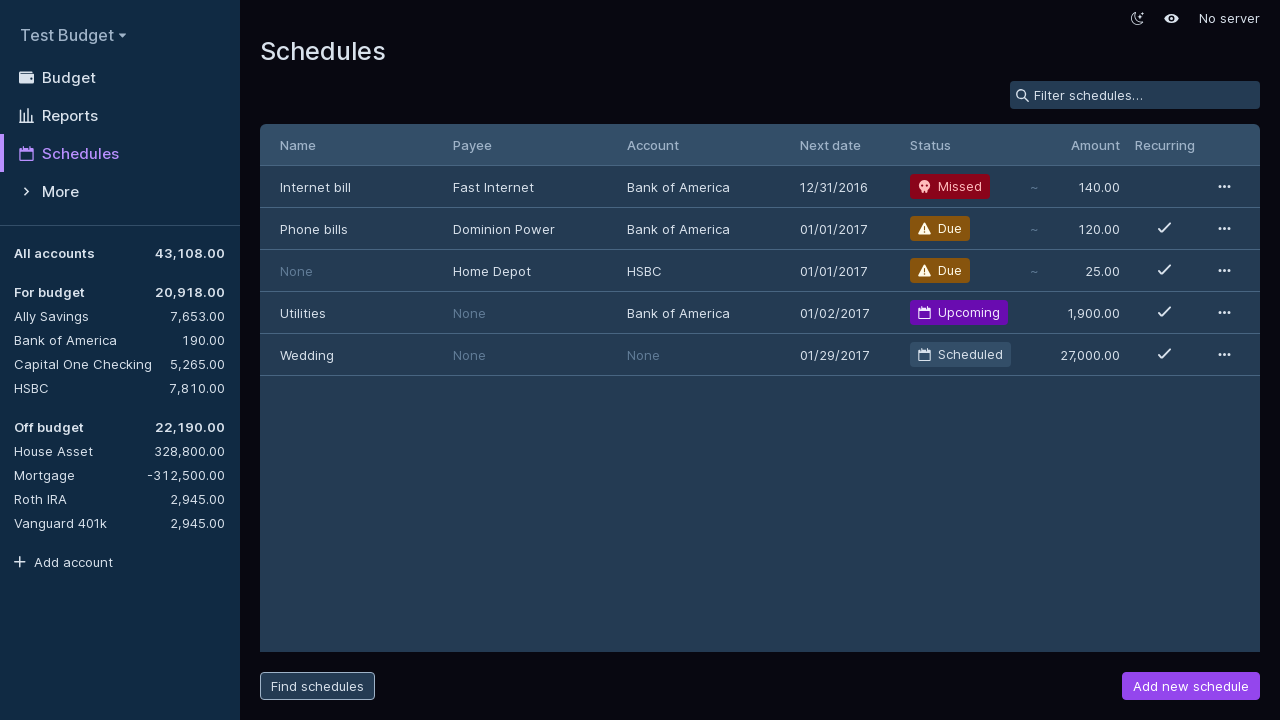 Test Budget
Budget
Reports
Schedules
More
All accounts 43,108.00
For budget 20,918.00
Ally Savings 7,653.00
Bank of America 190.00
Capital One Checking 5,265.00
HSBC 7,810.00
Off budget 22,190.00
House Asset 328,800.00
Mortgage -312,500.00
Roth IRA 2,945.00
Vanguard 401k 2,945.00
Add account
No server
Schedules
Filter schedules...
Name Payee Account Next date Status Amount Recurring
Internet bill Fast Internet Bank of America 12/31/2016 Missed ~ 140.00
Phone bills Dominion Power Bank of America 01/01/2017 Due ~ 120.00
None Home Depot HSBC 01/01/2017 Due ~ 25.00
Utilities None Bank of America 01/02/2017 Upcoming 1,900.00
Wedding None None 01/29/2017 Scheduled 27,000.00
Find schedules
Add new schedule